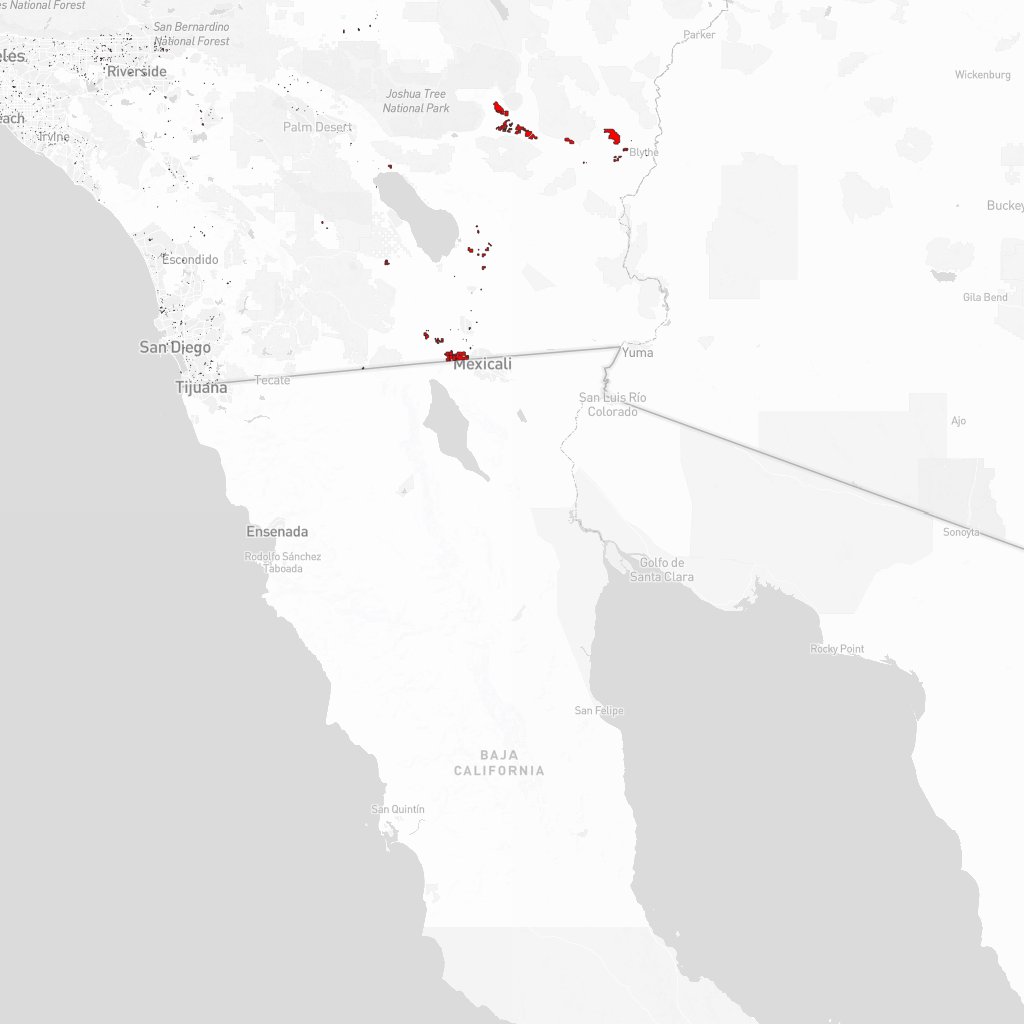 es National Forest
San Bernardino
National Forest
Parker
eles
Riverside
Wickenburg
Joshua Tree
National Park
each
Palm Desert
Irvine
Blythe
Buckey
Escondido
Gila Bend
San Diego
Yuma
Mexicali
Tecate
Tijuana
San Luis Río
Colorado
Ajo
Ensenada
Sonoyta
Rodolfo Sánchez
Taboada
Golfo de
Santa Clara
Rocky Point
San Felipe
BAJA
CALIFORNIA
San Quintín